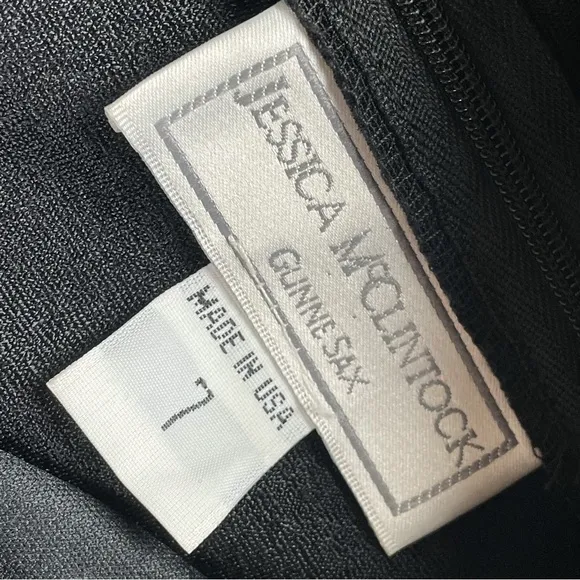 JESSICA McCLINTOCK
GUNNE SAX
MADE IN USA
7